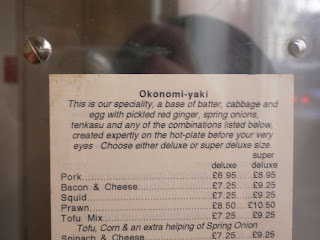 Okonomi-yaki
This is our speciality, a base of batter, cabbage and
egg with pickled red ginger, spring onions,
tenkasu and any of the combinations listed below,
created expertly on the hot-plate before your very
eyes Choose either deluxe or super deluxe size.
super
deluxe deluxe
Pork £6.95 £8.95
Bacon & Cheese £7.25 £9.25
Squid £7.25 £9.25
Prawn £8.50 £10.50
Tofu Mix £7.25 £9.25
Tofu, Corn & an extra helping of Spring Onion
Spinach & Cheese £7.25 £9.25